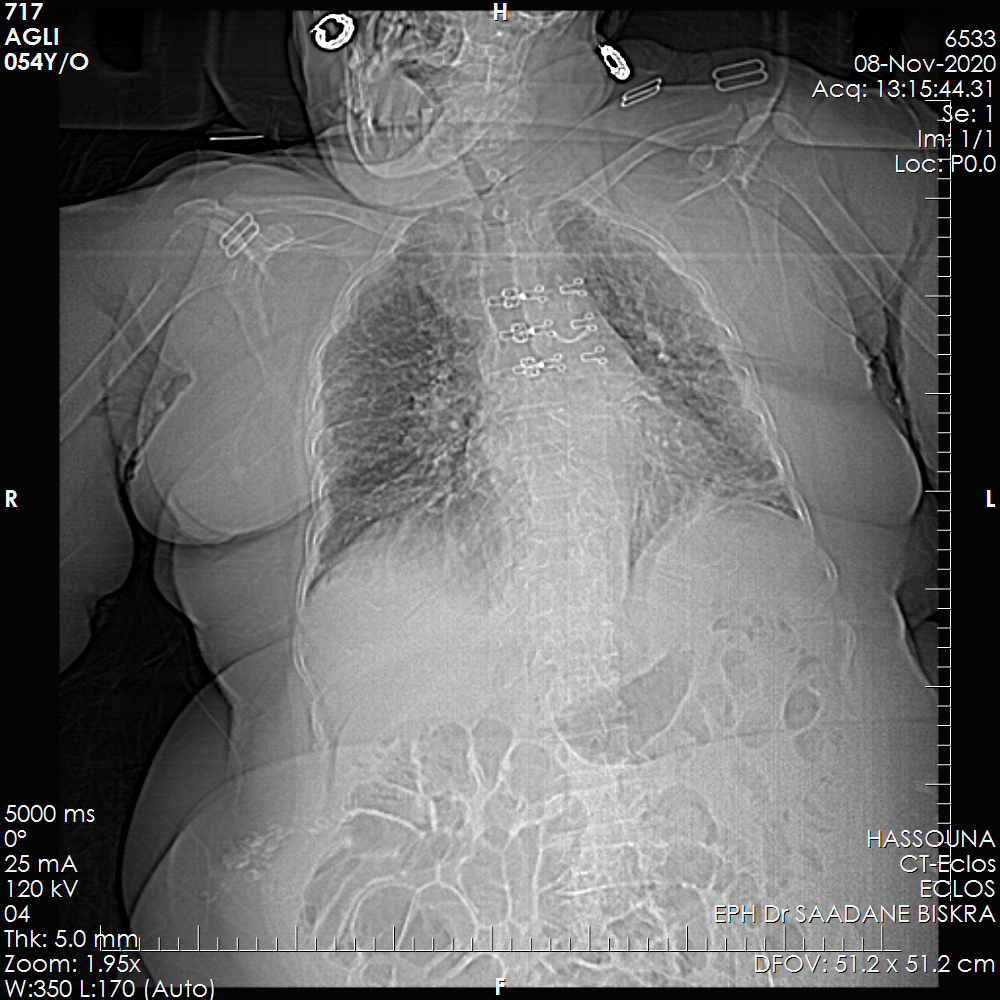 717
AGLI
054Y/O
H
6533
08-Nov-2020
Acq: 13:15:44.31
Se: 1
Im: 1/1
Loc: P0.0
R
L
5000 ms
0°
25 mA
120 kV
04
Thk: 5.0 mm
Zoom: 1.95x
W:350 L:170 (Auto)
F
HASSOUNA
CT-Eclos
ECLOS
EPH Dr SAADANE BISKRA
DFOV: 51.2 x 51.2 cm